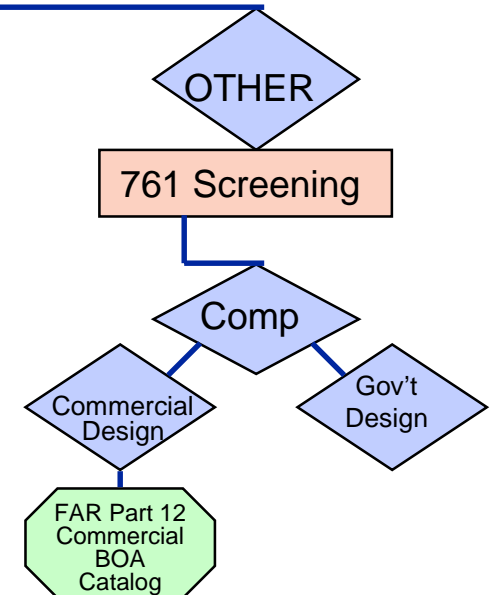 OTHER
761 Screening
Comp
Commercial
Design
Gov't
Design
FAR Part 12
Commercial
BOA
Catalog